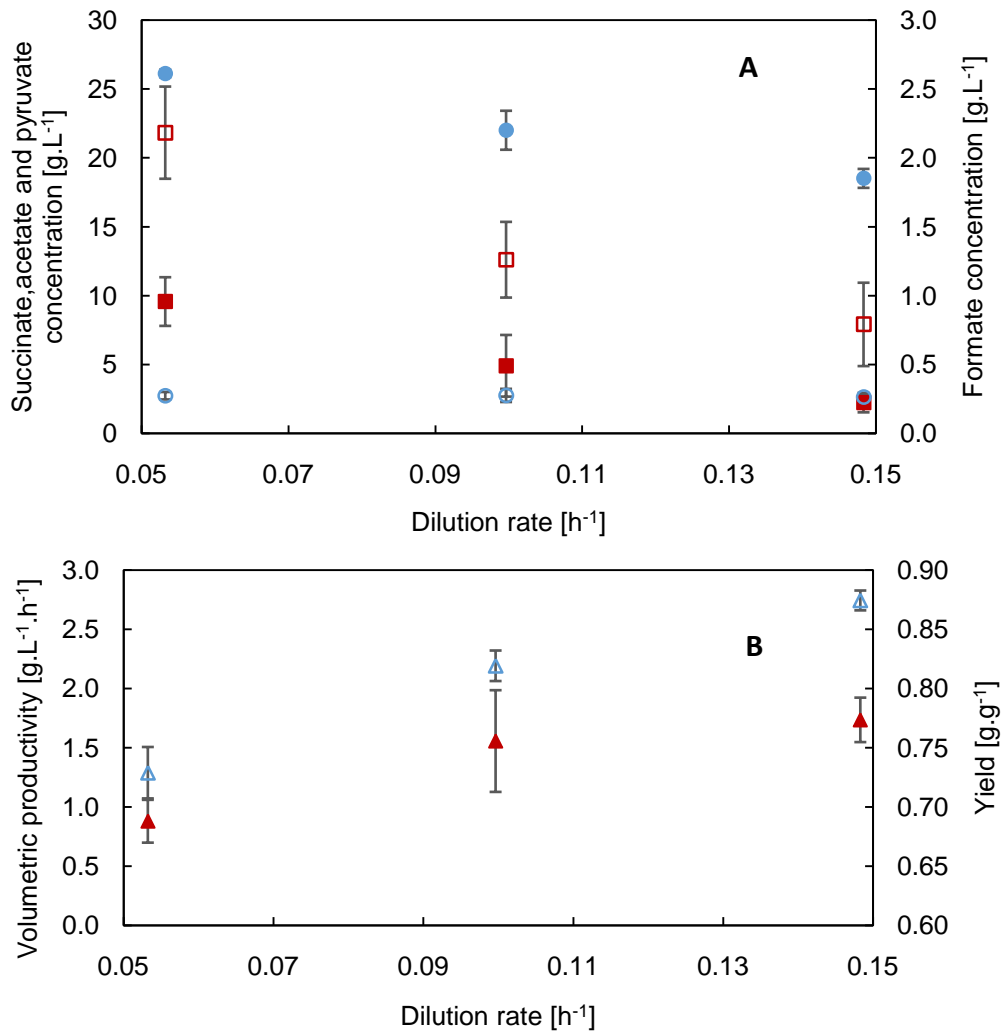 Succinate,acetate and pyruvate
concentration [g.L-1]
30
25
20
15
10
5
0
A
3.0
2.5
2.0
1.5
1.0
0.5
0.0
Formate concentration [g.L-1]
0.05 0.07 0.09 0.11 0.13 0.15
Dilution rate [h-1]
Volumetric productivity [g.L-1.h-1]
3.0
2.5
2.0
1.5
1.0
0.5
0.0
B
0.90
0.85
0.80
0.75
0.70
0.65
0.60
Yield [g.g-1]
0.05 0.07 0.09 0.11 0.13 0.15
Dilution rate [h-1]